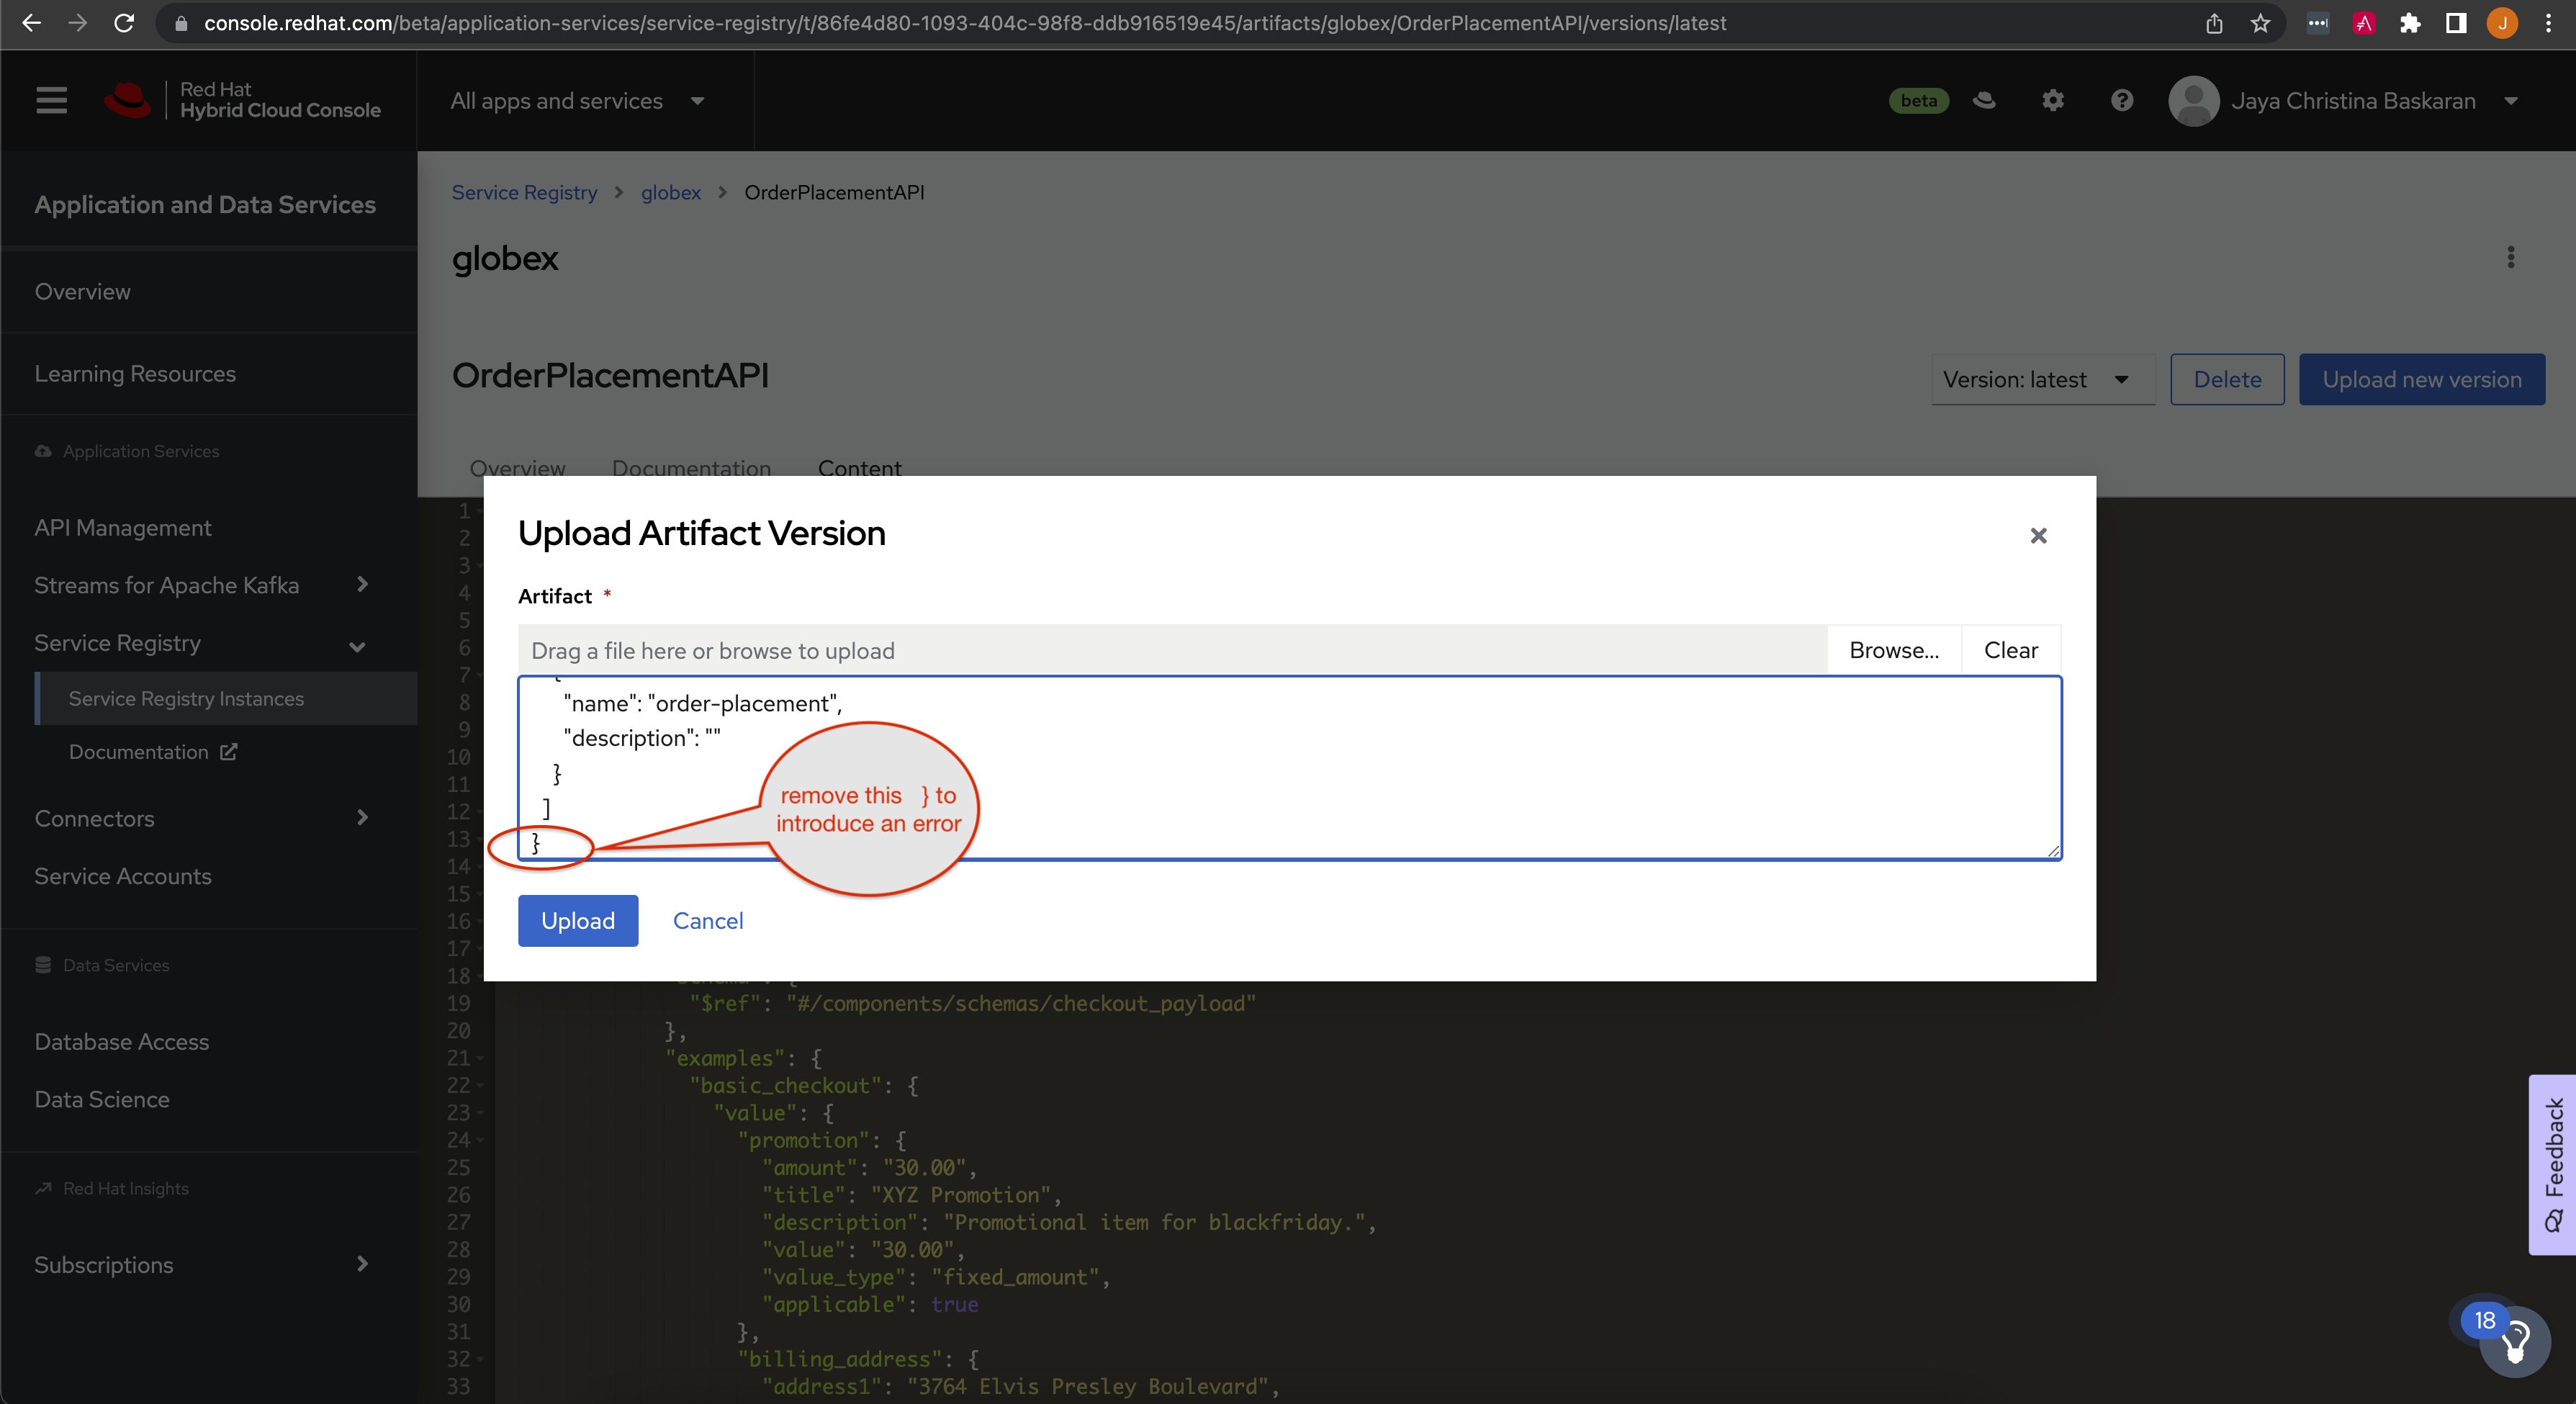 console.redhat.com/beta/application-services/service-registry/t/86fe4d80-1093-404c-98f8-ddb916519e45/artifacts/globex/OrderPlacementAPI/versions/latest
J
Red Hat
Hybrid Cloud Console
All apps and services
beta
Jaya Christina Baskaran
Application and Data Services
Overview
Learning Resources
Application Services
API Management
Streams for Apache Kafka
Service Registry
Service Registry Instances
Documentation
Connectors
Service Accounts
Data Services
Database Access
Data Science
Red Hat Insights
Subscriptions
Service Registry > globex > OrderPlacementAPI
globex
OrderPlacementAPI
Version: latest
Delete
Upload new version
Overview Documentation Content
Upload Artifact Version
Artifact *
Drag a file here or browse to upload
Browse...
Clear
"name": "order-placement",
"description": ""
}
]
}
remove this } to
introduce an error
Upload
Cancel
1
2
3
4
5
6
7
8
9
10
11
12
13
14
15
16
17
18
19 "$ref": "#/components/schemas/checkout_payload"
20 },
21 "examples": {
22 "basic_checkout": {
23 "value": {
24 "promotion": {
25 "amount": "30.00",
26 "title": "XYZ Promotion",
27 "description": "Promotional item for blackfriday.",
28 "value": "30.00",
29 "value_type": "fixed_amount",
30 "applicable": true
31 },
32 "billing_address": {
33 "address1": "3764 Elvis Presley Boulevard",
Feedback
18